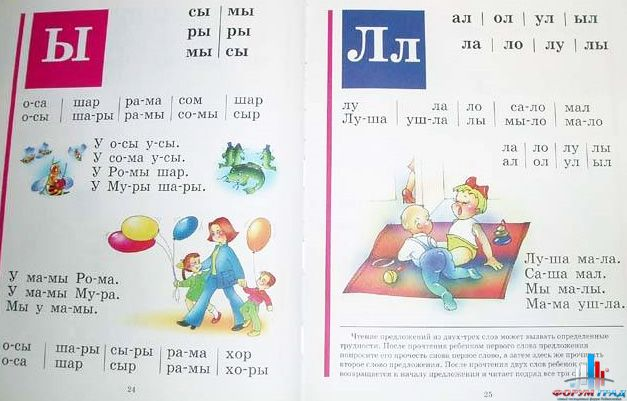 Ы
сы | мы
ры | ры
мы | сы
о-са | шар | ра-ма | сом | шар
о-сы | ша-ры | ра-мы | со-мы | сыр
У о-сы у-сы.
У со-ма у-сы.
У Ро-мы шар.
У Му-ры ша-ры.
У ма-мы Ро-ма.
У ма-мы Му-ра.
Мы у ма-мы.
о-сы | ша-ры | сы-ры | ра-ма | хор
о-са | шар | сыр | ра-мы | хо-ры
24
Лл
ал | ол | ул | ыл
ла | ло | лу | лы
лу | ла | ло | са-ло | мал
Лу-ша | уш-ла | лы | мы-ло | ма-ло
ла | ло | лу | лы
ал | ол | ул | ыл
Лу-ша ма-ла.
Са-ша мал.
Мы ма-лы.
Ма-ма уш-ла.
Чтение предложений из двух-трех слов может вызвать определенные
трудности. После прочтения ребенком первого слова предложения
попросите его прочесть снова первое слово, а затем здесь же прочитать
второе слово предложения. После прочтения двух слов ребенок
возвращается к началу предложения и читает подряд все три
25
ФОРУМ ГРАД